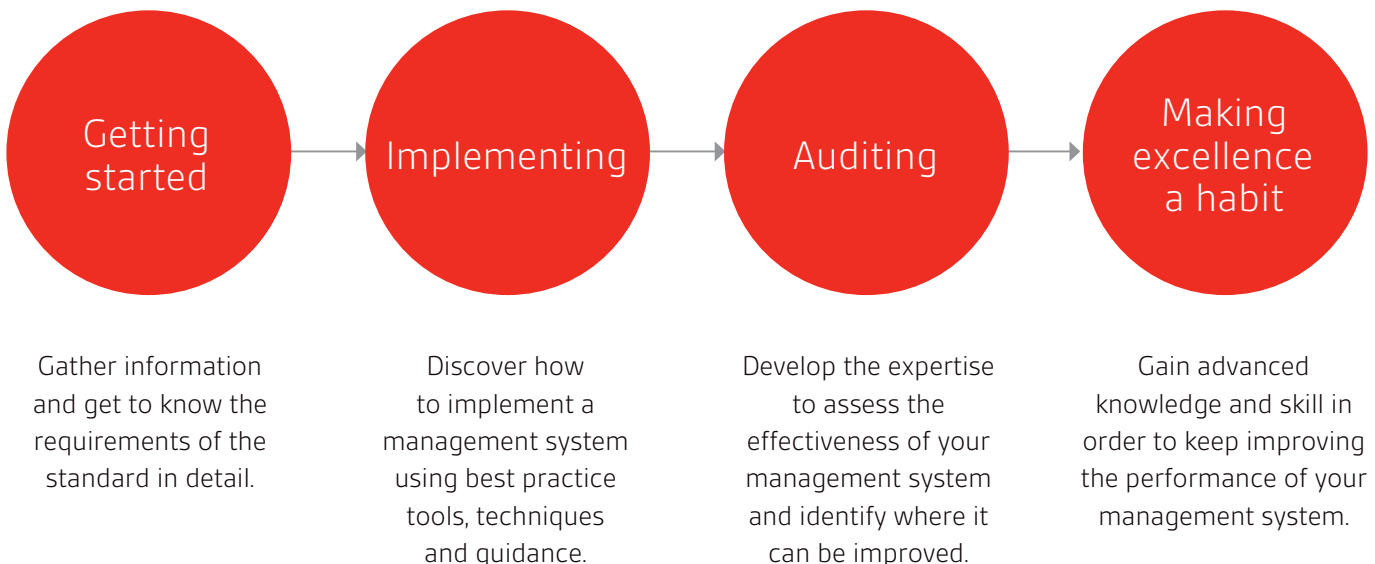 Getting
started
Implementing
Auditing
Making
excellence
a habit
Gather information
and get to know the
requirements of the
standard in detail.
Discover how
to implement a
management system
using best practice
tools, techniques
and guidance.
Develop the expertise
to assess the
effectiveness of your
management system
and identify where it
can be improved.
Gain advanced
knowledge and skill in
order to keep improving
the performance of your
management system.